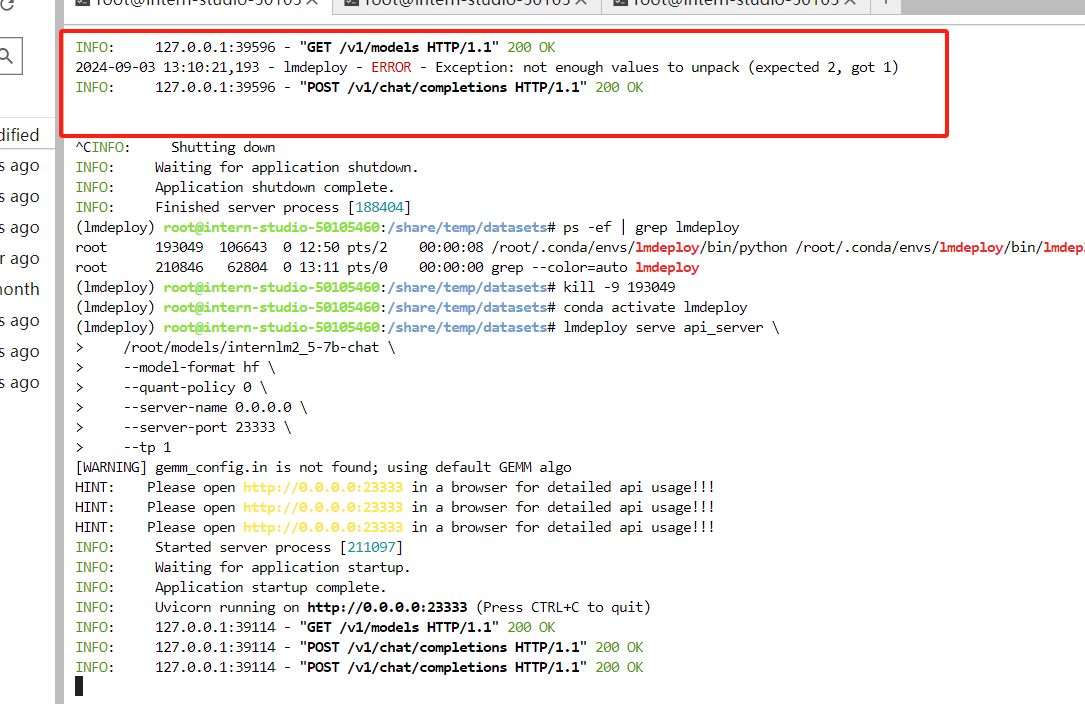 root@intern-studio-50105 × root@intern-studio-50105 × root@intern-studio-50105 × +
INFO: 127.0.0.1:39596 - "GET /v1/models HTTP/1.1" 200 OK
2024-09-03 13:10:21,193 - lmdeploy - ERROR - Exception: not enough values to unpack (expected 2, got 1)
INFO: 127.0.0.1:39596 - "POST /v1/chat/completions HTTP/1.1" 200 OK
dified
s ago
s ago
s ago
r ago
onth
s ago
s ago
s ago
^CINFO: Shutting down
INFO: Waiting for application shutdown.
INFO: Application shutdown complete.
INFO: Finished server process [188404]
(lmdeploy) root@intern-studio-50105460:/share/temp/datasets# ps -ef | grep lmdeploy
root 193049 106643 0 12:50 pts/2 00:00:08 /root/.conda/envs/lmdeploy/bin/python /root/.conda/envs/lmdeploy/bin/lmdep
root 210846 62804 0 13:11 pts/0 00:00:00 grep --color=auto lmdeploy
(lmdeploy) root@intern-studio-50105460:/share/temp/datasets# kill -9 193049
(lmdeploy) root@intern-studio-50105460:/share/temp/datasets# conda activate lmdeploy
(lmdeploy) root@intern-studio-50105460:/share/temp/datasets# lmdeploy serve api_server \
> /root/models/internlm2_5-7b-chat \
> --model-format hf \
> --quant-policy 0 \
> --server-name 0.0.0.0 \
> --server-port 23333 \
> --tp 1
[WARNING] gemm_config.in is not found; using default GEMM algo
HINT: Please open http://0.0.0.0:23333 in a browser for detailed api usage!!!
HINT: Please open http://0.0.0.0:23333 in a browser for detailed api usage!!!
HINT: Please open http://0.0.0.0:23333 in a browser for detailed api usage!!!
INFO: Started server process [211097]
INFO: Waiting for application startup.
INFO: Application startup complete.
INFO: Uvicorn running on http://0.0.0.0:23333 (Press CTRL+C to quit)
INFO: 127.0.0.1:39114 - "GET /v1/models HTTP/1.1" 200 OK
INFO: 127.0.0.1:39114 - "POST /v1/chat/completions HTTP/1.1" 200 OK
INFO: 127.0.0.1:39114 - "POST /v1/chat/completions HTTP/1.1" 200 OK